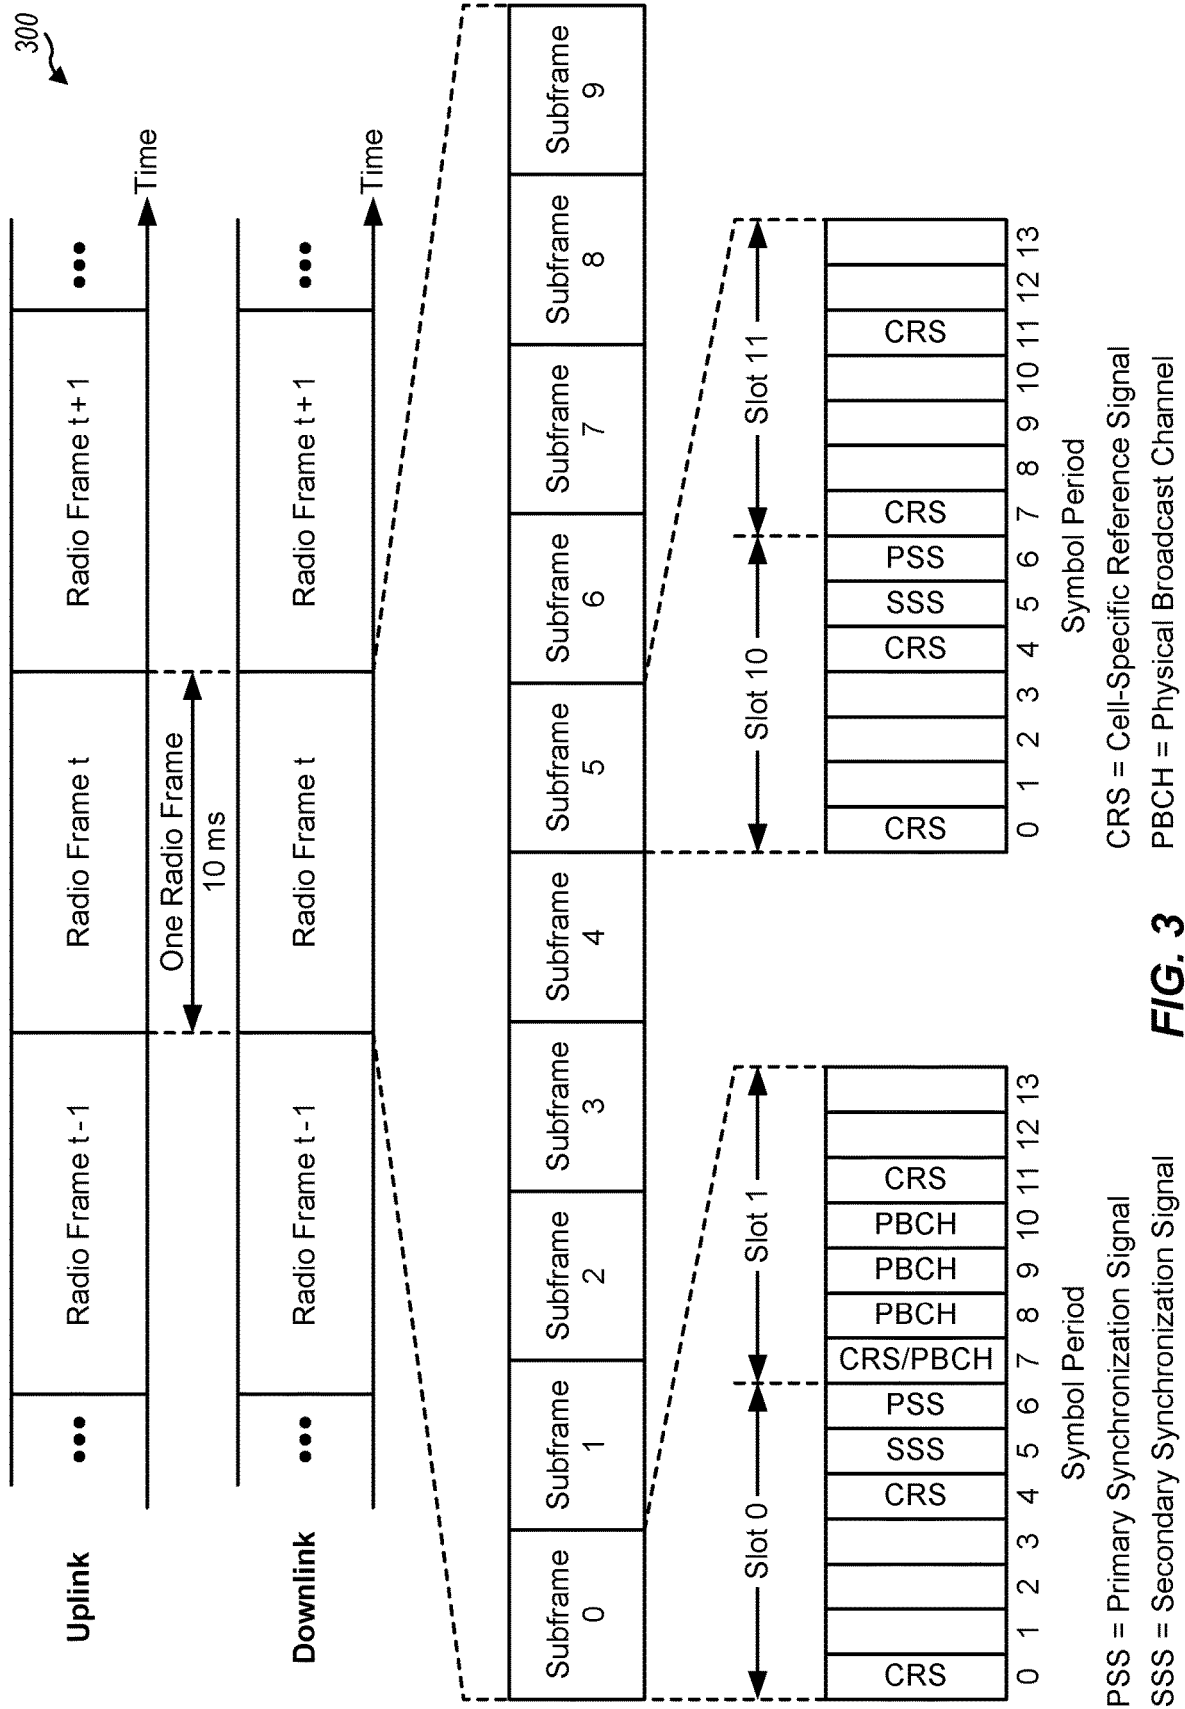 300
Uplink
••• Radio Frame t-1 Radio Frame t Radio Frame t+1 •••
Time
One Radio Frame
10 ms
Downlink
••• Radio Frame t-1 Radio Frame t Radio Frame t+1 •••
Time
Subframe 0 Subframe 1 Subframe 2 Subframe 3 Subframe 4 Subframe 5 Subframe 6 Subframe 7 Subframe 8 Subframe 9
Slot 0 Slot 1
CRS CRS SSS PSS CRS/PBCH PBCH PBCH PBCH CRS
0 1 2 3 4 5 6 7 8 9 10 11 12 13
Symbol Period
Slot 10 Slot 11
CRS CRS SSS PSS CRS CRS
0 1 2 3 4 5 6 7 8 9 10 11 12 13
Symbol Period
PSS = Primary Synchronization Signal
SSS = Secondary Synchronization Signal
CRS = Cell-Specific Reference Signal
PBCH = Physical Broadcast Channel
FIG. 3